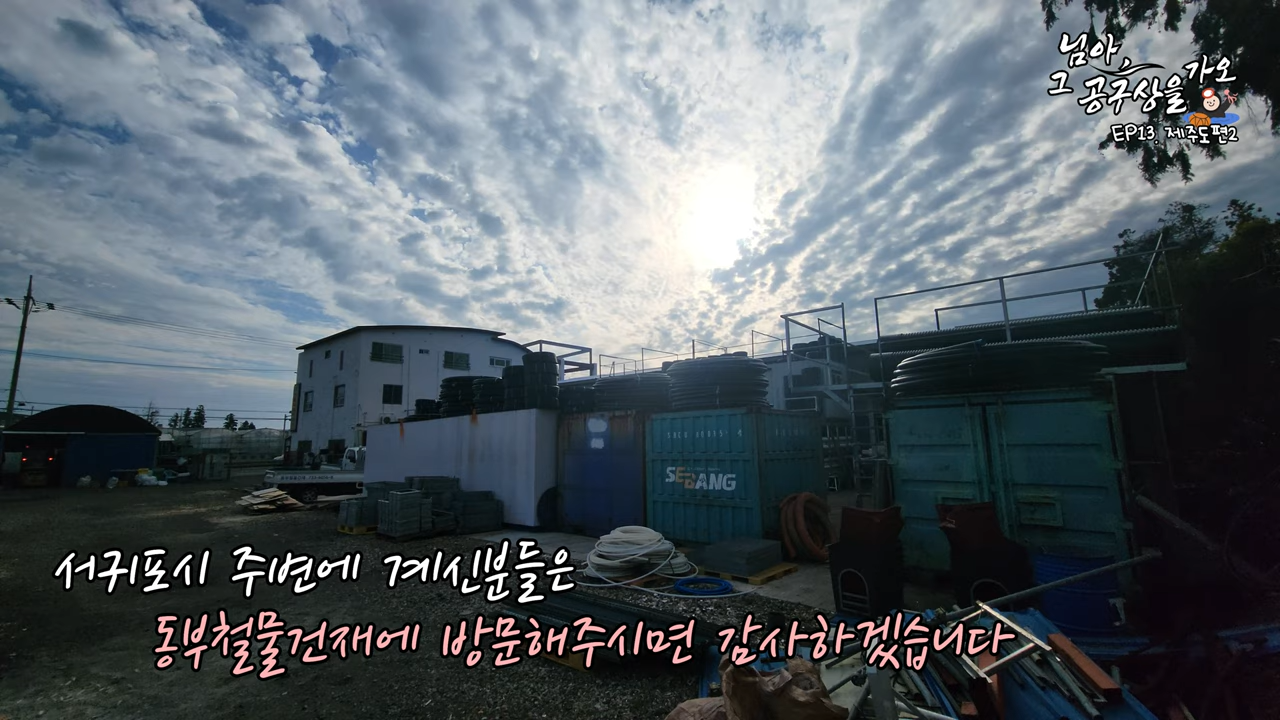 님아,
그 공구상을 가오
EP13. 제주도편2
SEBANG
서귀포시 주변에 계신분들은
동부철물건재에 방문해주시면 감사하겠습니다